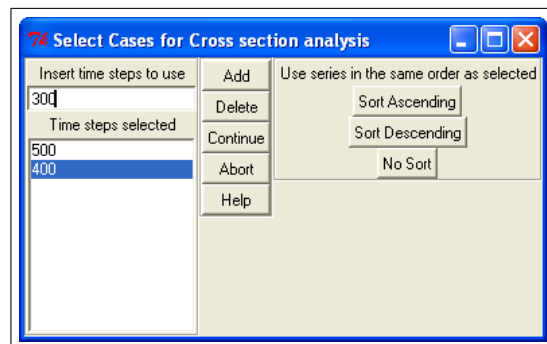 Select Cases for Cross section analysis
Insert time steps to use
300
Time steps selected
500
400
Add
Delete
Continue
Abort
Help
Use series in the same order as selected
Sort Ascending
Sort Descending
No Sort